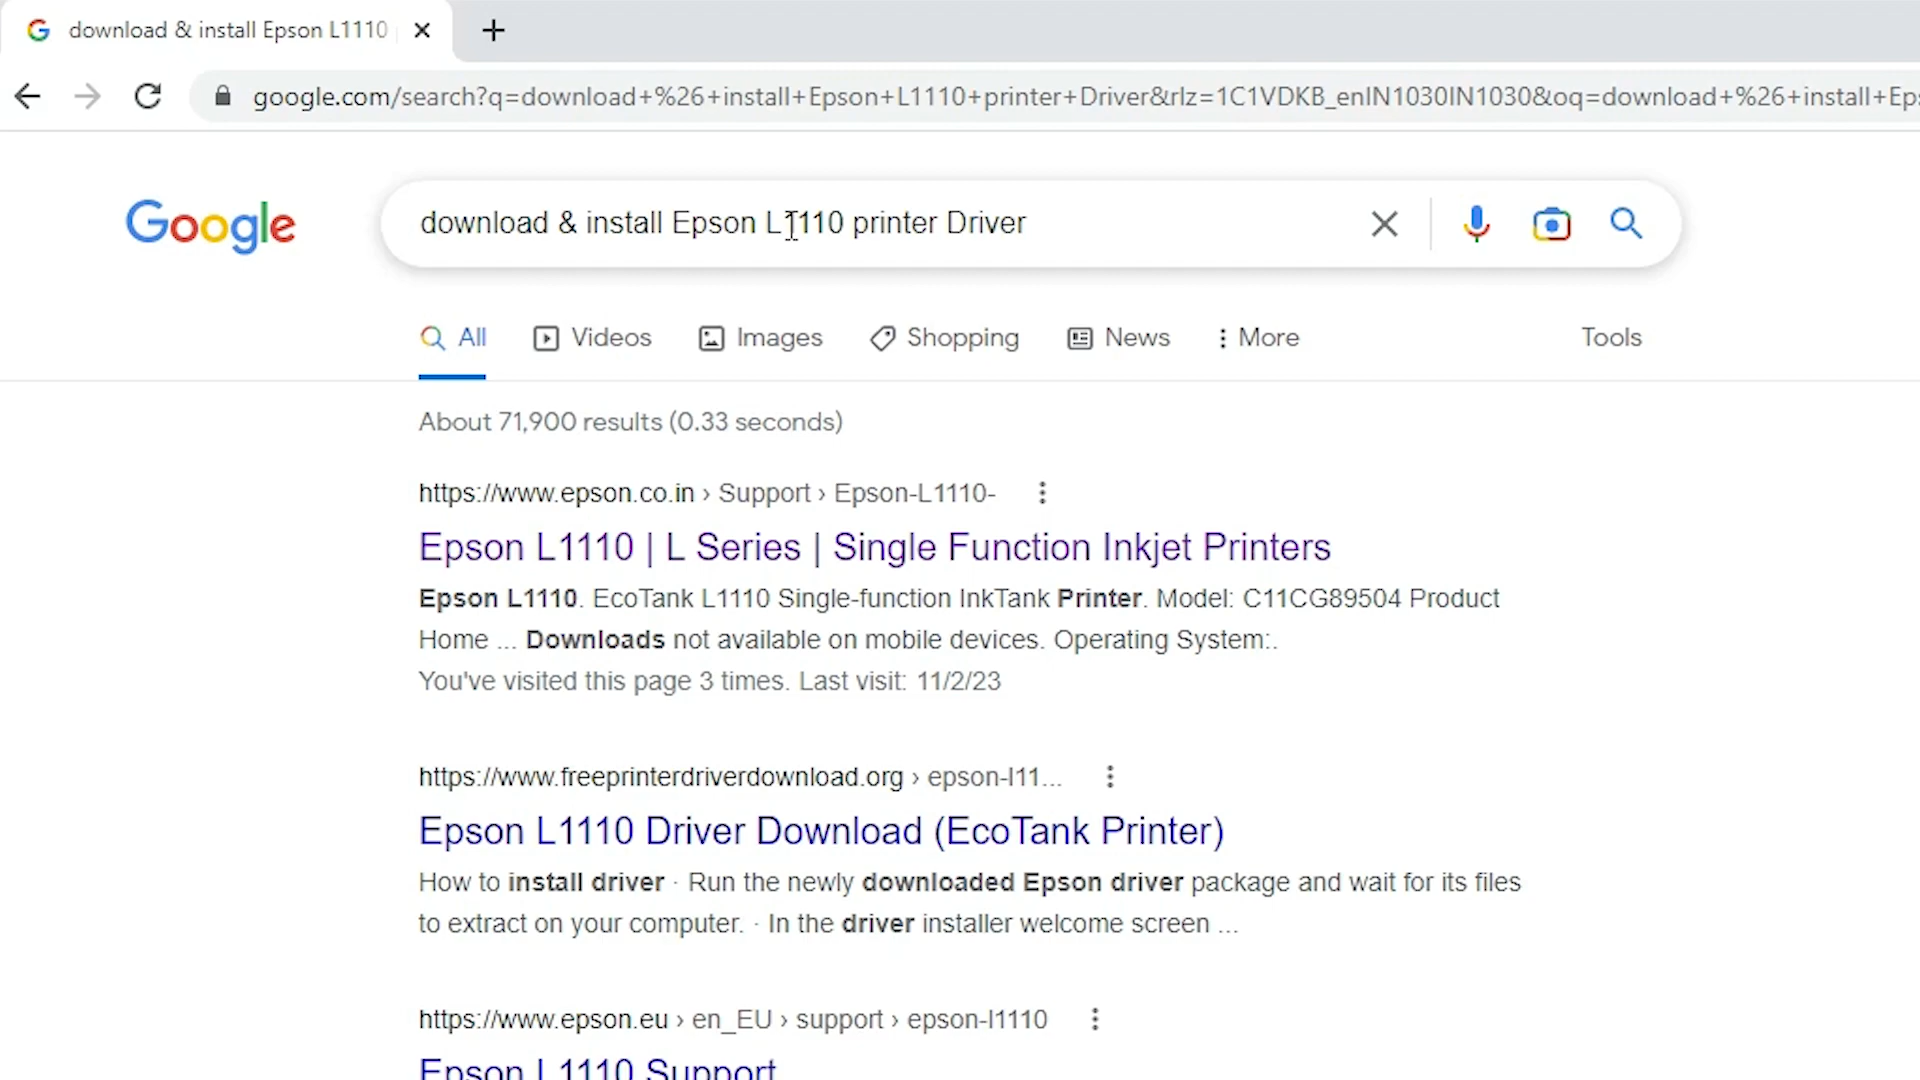 download & install Epson L1110
google.com/search?q=download+%26+install+Epson+L1110+printer+Driver&rlz=1C1VDKB_enIN1030IN1030&oq=download+%26+install+Eps
Google
download & install Epson L1110 printer Driver
All Videos Images Shopping News More Tools
About 71,900 results (0.33 seconds)
https://www.epson.co.in › Support › Epson-L1110-
Epson L1110 | L Series | Single Function Inkjet Printers
Epson L1110. EcoTank L1110 Single-function InkTank Printer. Model: C11CG89504 Product
Home ... Downloads not available on mobile devices. Operating System:.
You've visited this page 3 times. Last visit: 11/2/23
https://www.freeprinterdriverdownload.org › epson-l11...
Epson L1110 Driver Download (EcoTank Printer)
How to install driver · Run the newly downloaded Epson driver package and wait for its files
to extract on your computer. · In the driver installer welcome screen ...
https://www.epson.eu › en_EU › support › epson-l1110
Epson L1110 Support